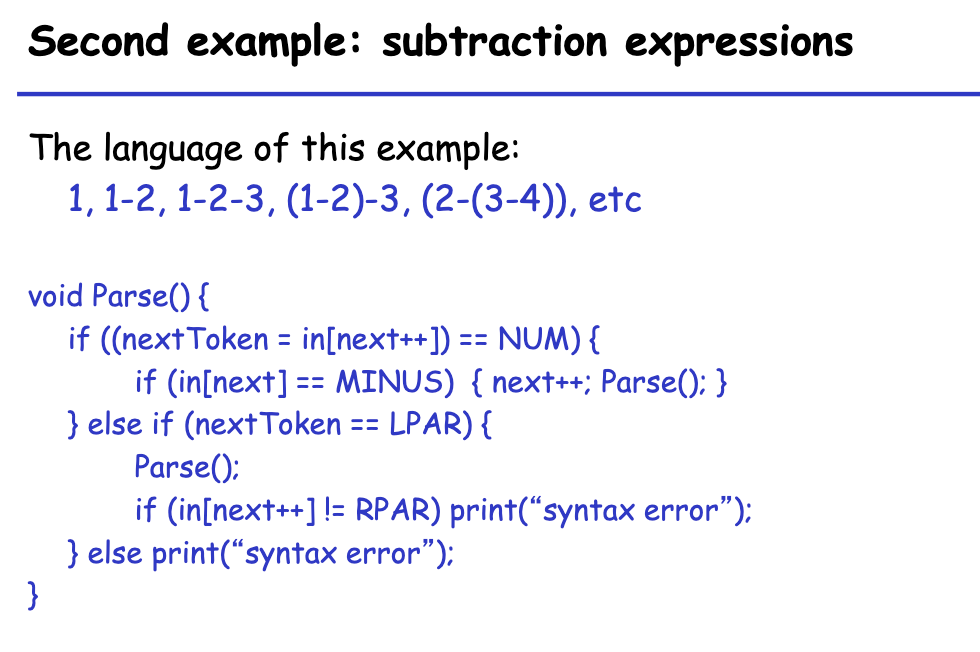 Second example: subtraction expressions
The language of this example:
1, 1-2, 1-2-3, (1-2)-3, (2-(3-4)), etc
void Parse() {
if ((nextToken = in[next++]) == NUM) {
if (in[next] == MINUS) { next++; Parse(); }
} else if (nextToken == LPAR) {
Parse();
if (in[next++] != RPAR) print(“syntax error”);
} else print(“syntax error”);
}